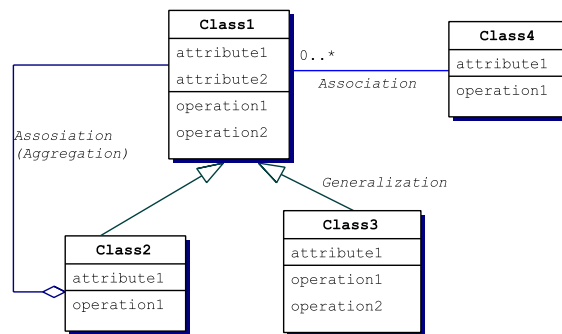 Class1
attribute1
attribute2
operation1
operation2
0..*
Association
Class4
attribute1
operation1
Assosiation
(Aggregation)
Generalization
Class2
attribute1
operation1
Class3
attribute1
operation1
operation2